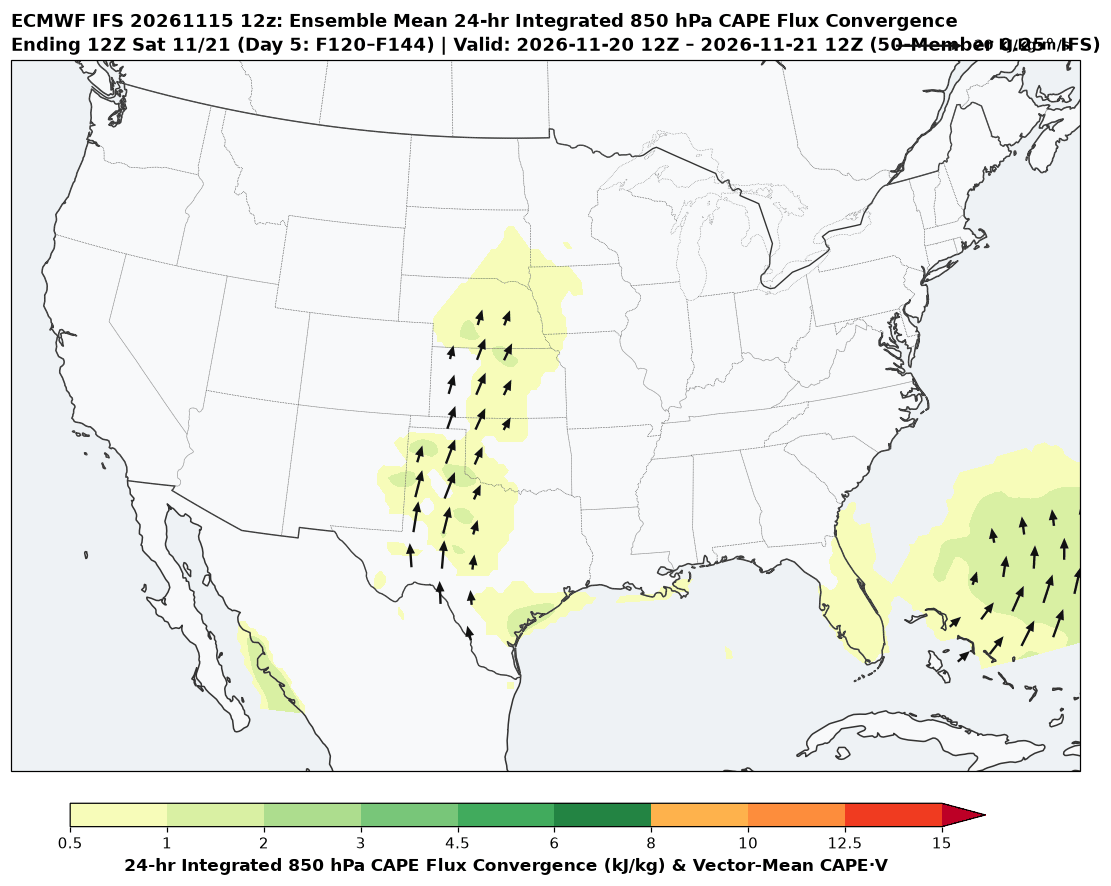 ECMWF IFS 20261115 12z: Ensemble Mean 24-hr Integrated 850 hPa CAPE Flux Convergence
Ending 12Z Sat 11/21 (Day 5: F120–F144) | Valid: 2026-11-20 12Z – 2026-11-21 12Z (50-Member 0.25° IFS)
0.5 1 2 3 4.5 6 8 10 12.5 15
24-hr Integrated 850 hPa CAPE Flux Convergence (kJ/kg) & Vector-Mean CAPE·V